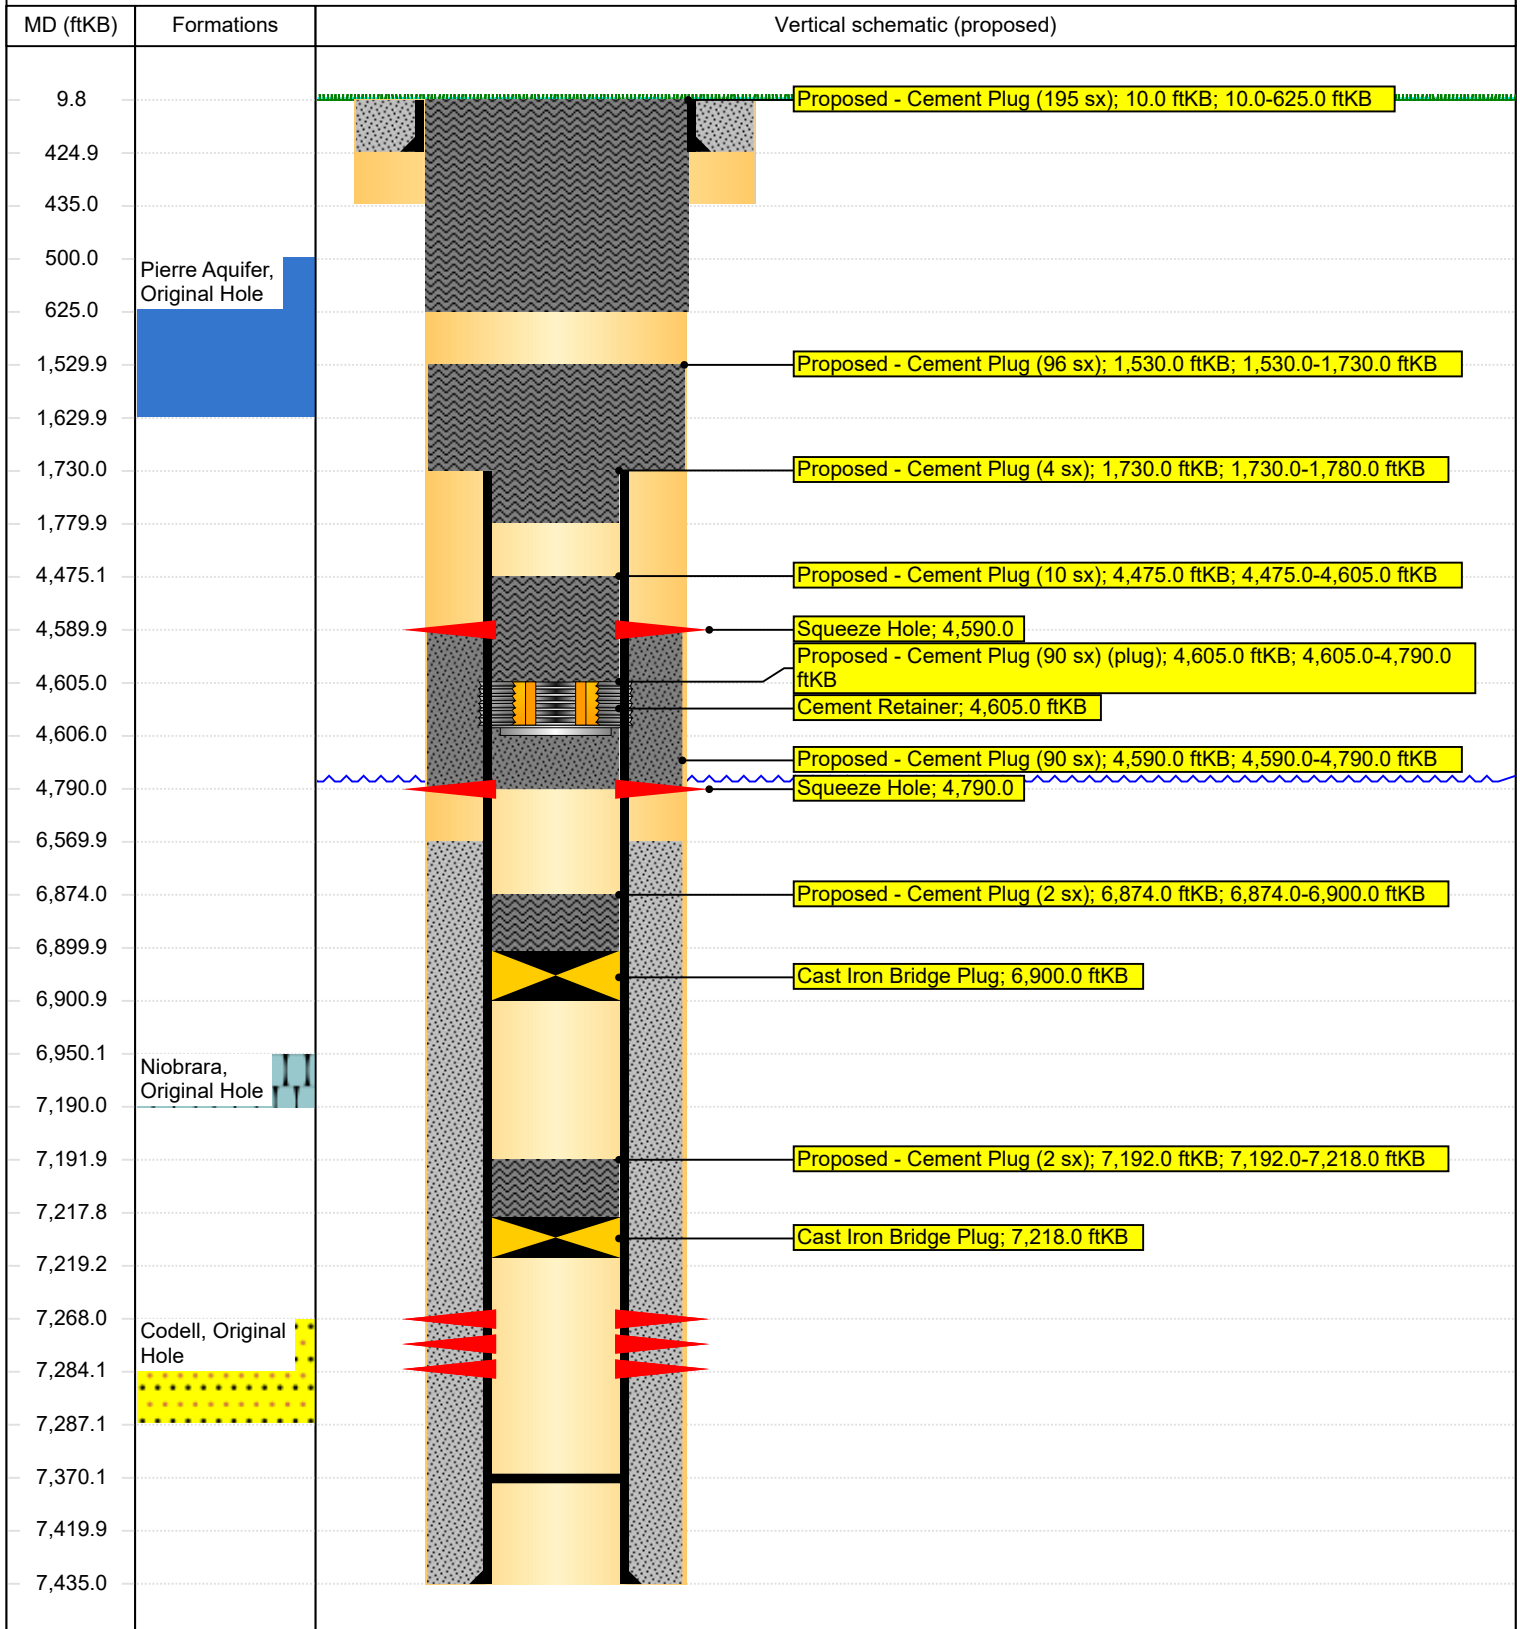 MD (ftKB)
Formations
Vertical schematic (proposed)
9.8
Proposed - Cement Plug (195 sx); 10.0 ftKB; 10.0-625.0 ftKB
424.9
435.0
500.0
Pierre Aquifer,
Original Hole
625.0
1,529.9
Proposed - Cement Plug (96 sx); 1,530.0 ftKB; 1,530.0-1,730.0 ftKB
1,629.9
1,730.0
Proposed - Cement Plug (4 sx); 1,730.0 ftKB; 1,730.0-1,780.0 ftKB
1,779.9
4,475.1
Proposed - Cement Plug (10 sx); 4,475.0 ftKB; 4,475.0-4,605.0 ftKB
4,589.9
Squeeze Hole; 4,590.0
Proposed - Cement Plug (90 sx) (plug); 4,605.0 ftKB; 4,605.0-4,790.0
ftKB
4,605.0
Cement Retainer; 4,605.0 ftKB
4,606.0
Proposed - Cement Plug (90 sx); 4,590.0 ftKB; 4,590.0-4,790.0 ftKB
4,790.0
Squeeze Hole; 4,790.0
6,569.9
6,874.0
Proposed - Cement Plug (2 sx); 6,874.0 ftKB; 6,874.0-6,900.0 ftKB
6,899.9
Cast Iron Bridge Plug; 6,900.0 ftKB
6,900.9
6,950.1
Niobrara,
Original Hole
7,190.0
7,191.9
Proposed - Cement Plug (2 sx); 7,192.0 ftKB; 7,192.0-7,218.0 ftKB
7,217.8
Cast Iron Bridge Plug; 7,218.0 ftKB
7,219.2
7,268.0
Codell, Original
Hole
7,284.1
7,287.1
7,370.1
7,419.9
7,435.0